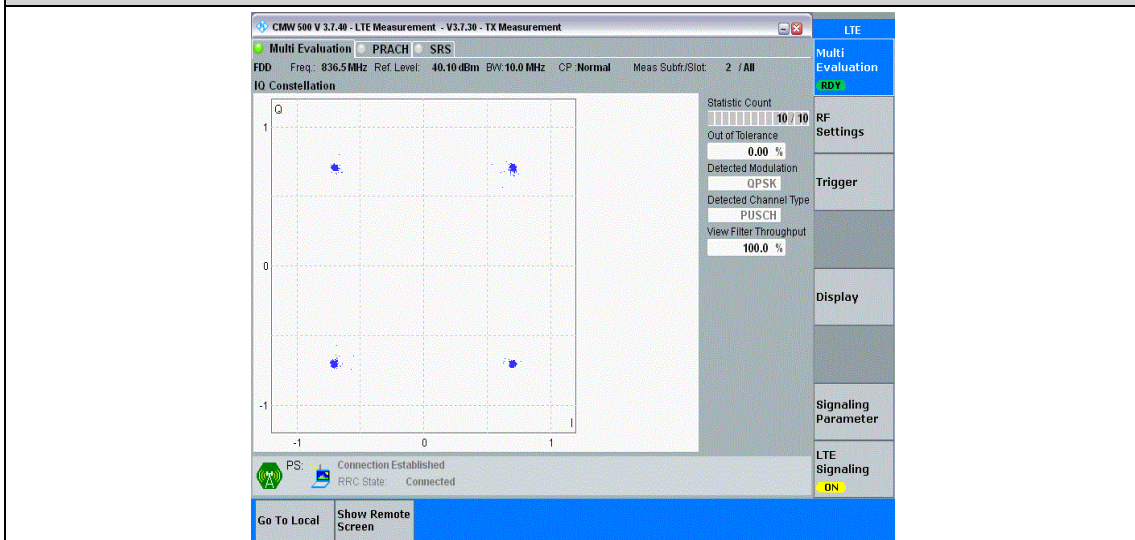 CMW 500 V 3.7.40 - LTE Measurement - V3.7.30 - TX Measurement
LTE
Multi Evaluation PRACH SRS
Multi
Evaluation
RDY
FDD Freq.: 836.5 MHz Ref. Level: 40.10 dBm BW: 10.0 MHz CP :Normal Meas Subfr./Slot: 2 / All
IQ Constellation
Q
1
0
-1
I
-1 0 1
Statistic Count
10 / 10
Out of Tolerance
0.00 %
Detected Modulation
QPSK
Detected Channel Type
PUSCH
View Filter Throughput
100.0 %
RF
Settings
Trigger
Display
Signaling
Parameter
LTE
Signaling
ON
PS: Connection Established
RRC State: Connected
Go To Local
Show Remote
Screen